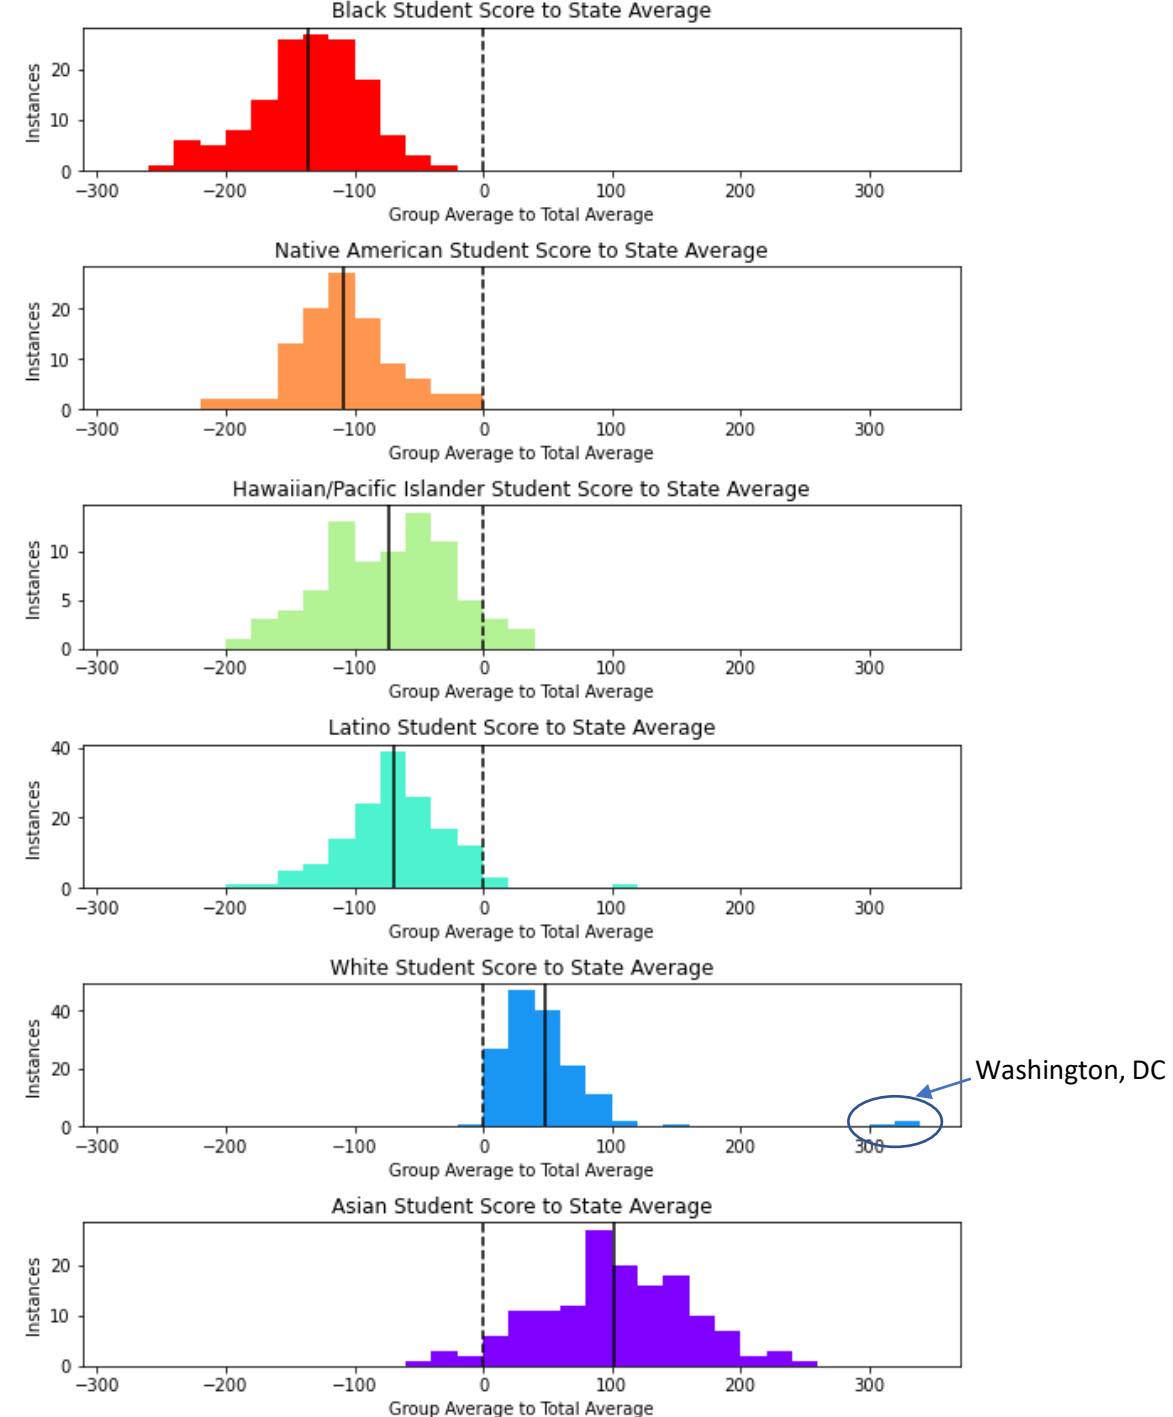 Black Student Score to State Average
Instances
20
10
0
−300 −200 −100 0 100 200 300
Group Average to Total Average
Native American Student Score to State Average
Instances
20
10
0
−300 −200 −100 0 100 200 300
Group Average to Total Average
Hawaiian/Pacific Islander Student Score to State Average
Instances
10
5
0
−300 −200 −100 0 100 200 300
Group Average to Total Average
Latino Student Score to State Average
Instances
40
20
0
−300 −200 −100 0 100 200 300
Group Average to Total Average
White Student Score to State Average
Instances
40
20
0
Washington, DC
−300 −200 −100 0 100 200 300
Group Average to Total Average
Asian Student Score to State Average
Instances
20
10
0
−300 −200 −100 0 100 200 300
Group Average to Total Average